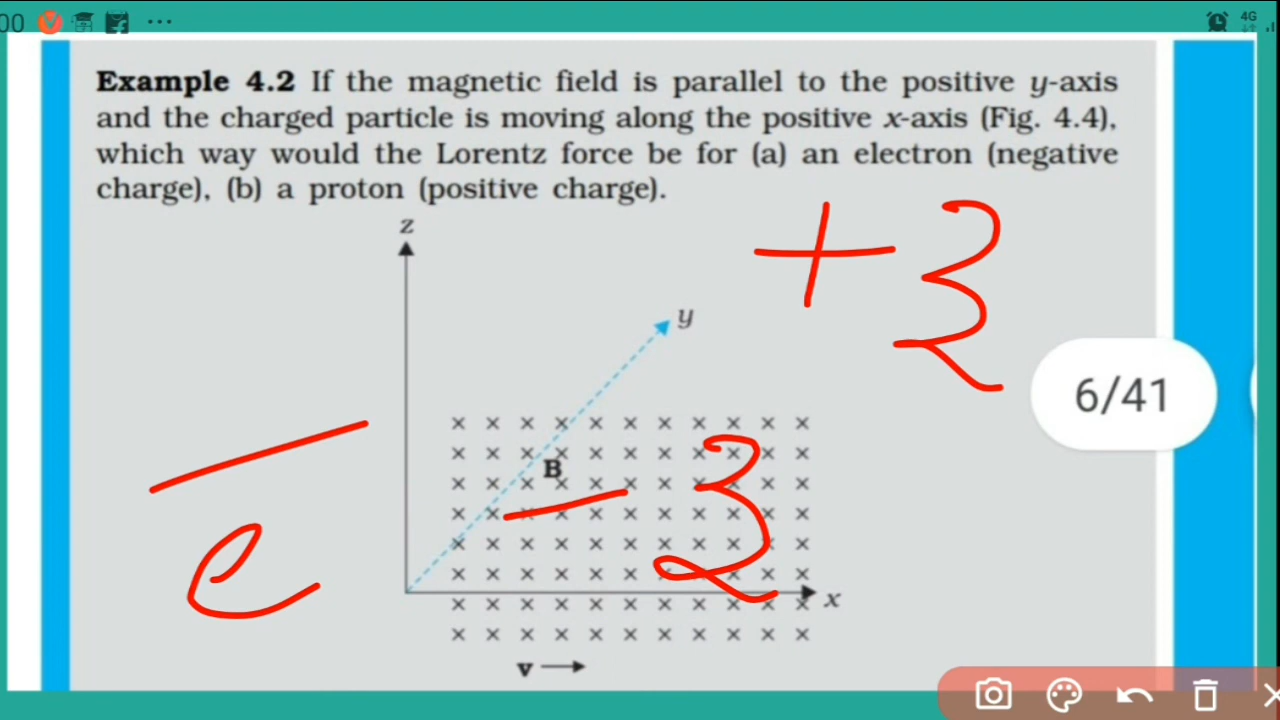 00 ...
4G
Example 4.2 If the magnetic field is parallel to the positive y-axis
and the charged particle is moving along the positive x-axis (Fig. 4.4),
which way would the Lorentz force be for (a) an electron (negative
charge), (b) a proton (positive charge).
z
+ z
y
6/41
B
- z
e
x
v